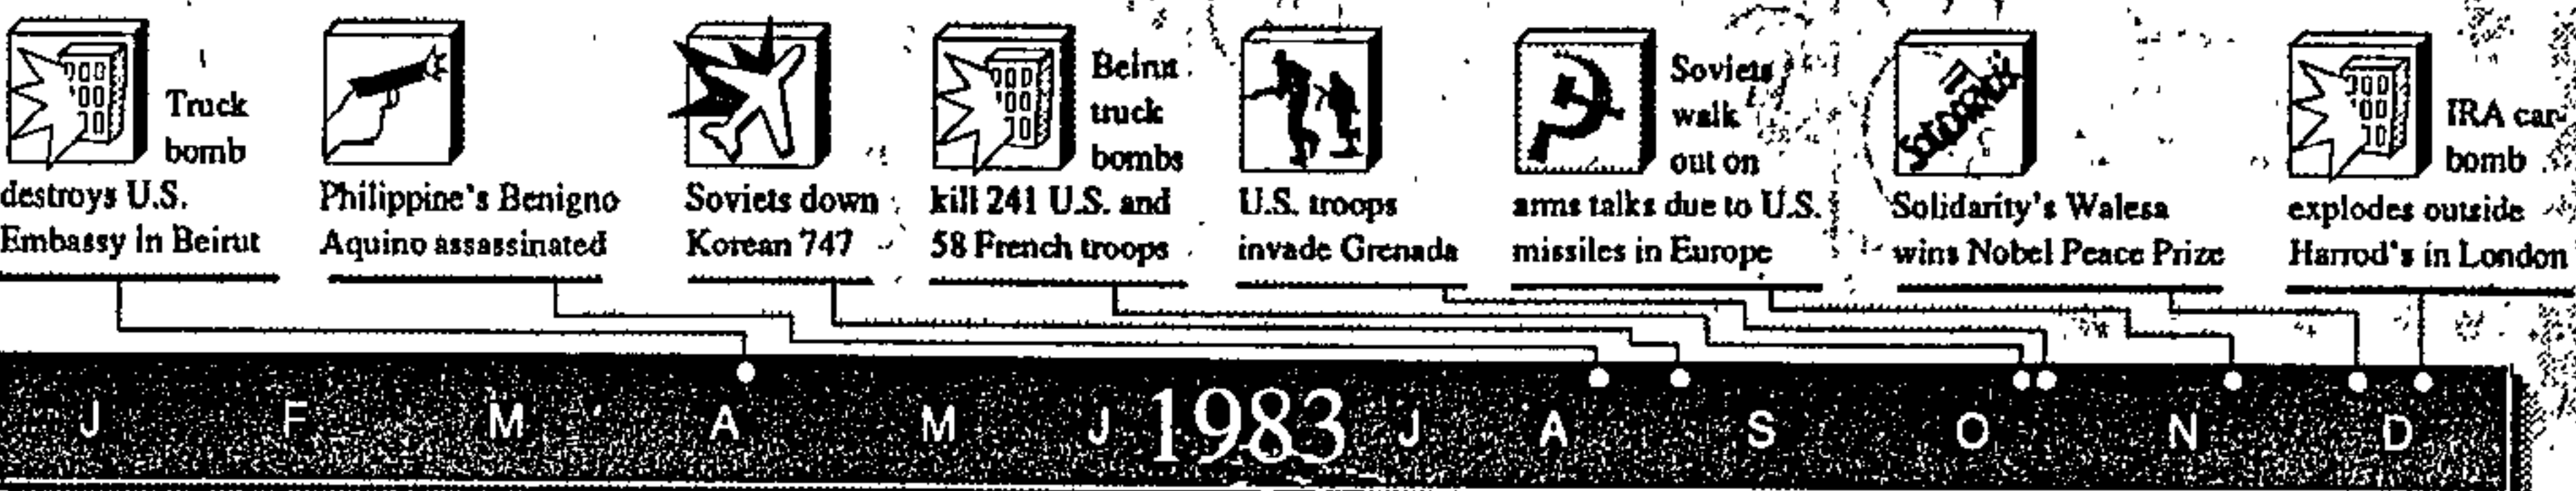 Truck
bomb
destroys U.S.
Embassy in Beirut
Philippine's Benigno
Aquino assassinated
Soviets down
Korean 747
Beirut
truck
bombs
kill 241 U.S. and
58 French troops
U.S. troops
invade Grenada
Soviets
walk
out on
arms talks due to U.S.
missiles in Europe
SOLIDARNOŚĆ
Solidarity's Walesa
wins Nobel Peace Prize
IRA car
bomb
explodes outside
Harrod's in London
J F M A M J 1983 J A S O N D